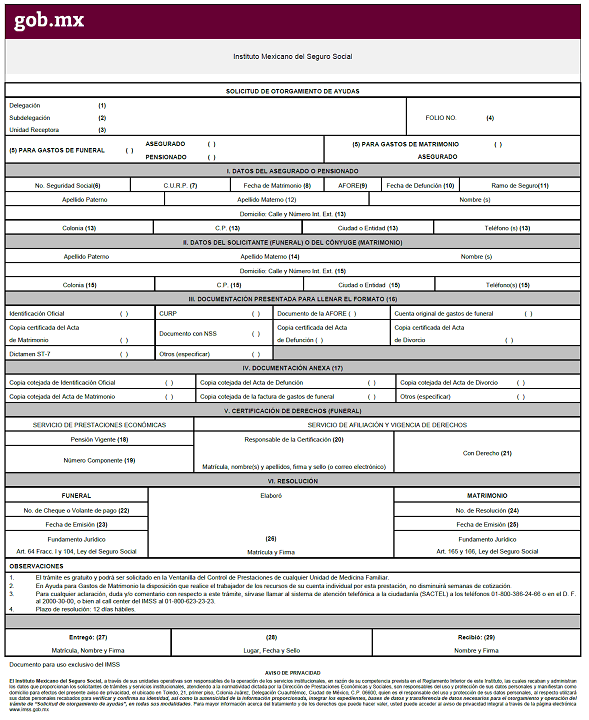 gob.mx
Instituto Mexicano del Seguro Social
SOLICITUD DE OTORGAMIENTO DE AYUDAS
Delegación (1)
Subdelegación (2)
Unidad Receptora (3)
FOLIO NO. (4)
(5) PARA GASTOS DE FUNERAL ( ) ASEGURADO ( )
PENSIONADO ( )
(5) PARA GASTOS DE MATRIMONIO ( )
ASEGURADO
I. DATOS DEL ASEGURADO O PENSIONADO
No. Seguridad Social(6) C.U.R.P. (7) Fecha de Matrimonio (8) AFORE(9) Fecha de Defunción (10) Ramo de Seguro(11)
Apellido Paterno Apellido Materno (12) Nombre (s)
Domicilio: Calle y Número Int. Ext. (13)
Colonia (13) C.P. (13) Ciudad o Entidad (13) Teléfono (s) (13)
II. DATOS DEL SOLICITANTE (FUNERAL) O DEL CÓNYUGE (MATRIMONIO)
Apellido Paterno Apellido Materno (14) Nombre (s)
Domicilio: Calle y Número Int. Ext. (15)
Colonia (15) C.P. (15) Ciudad o Entidad (15) Teléfono(s) (15)
III. DOCUMENTACIÓN PRESENTADA PARA LLENAR EL FORMATO (16)
Identificación Oficial ( ) CURP ( ) Documento de la AFORE ( ) Cuenta original de gastos de funeral ( )
Copia certificada del Acta
de Matrimonio ( )
Documento con NSS ( )
Copia certificada del Acta
de Defunción ( )
Copia certificada del Acta
de Divorcio ( )
Dictamen ST-7 ( ) Otros (especificar) ( )
IV. DOCUMENTACIÓN ANEXA (17)
Copia cotejada de Identificación Oficial ( ) Copia cotejada del Acta de Defunción ( ) Copia cotejada del Acta de Divorcio ( )
Copia cotejada del Acta de Matrimonio ( ) Copia cotejada de la factura de gastos de funeral ( ) Otros (especificar) ( )
V. CERTIFICACIÓN DE DERECHOS (FUNERAL)
SERVICIO DE PRESTACIONES ECONÓMICAS SERVICIO DE AFILIACIÓN Y VIGENCIA DE DERECHOS
Pensión Vigente (18)
Número Componente (19)
Responsable de la Certificación (20)
Matrícula, nombre(s) y apellidos, firma y sello (o correo electrónico)
Con Derecho (21)
VI. RESOLUCIÓN
FUNERAL
No. de Cheque o Volante de pago (22)
Fecha de Emisión (23)
Fundamento Jurídico
Art. 64 Fracc. I y 104, Ley del Seguro Social
Elaboró
(26)
Matrícula y Firma
MATRIMONIO
No. de Resolución (24)
Fecha de Emisión (25)
Fundamento Jurídico
Art. 165 y 166, Ley del Seguro Social
OBSERVACIONES
1. El trámite es gratuito y podrá ser solicitado en la Ventanilla del Control de Prestaciones de cualquier Unidad de Medicina Familiar.
2. En Ayuda para Gastos de Matrimonio la disposición que realice el trabajador de los recursos de su cuenta individual por esta prestación, no disminuirá semanas de cotización.
3. Para cualquier aclaración, duda y/o comentario con respecto a este trámite, sírvase llamar al sistema de atención telefónica a la ciudadanía (SACTEL) a los teléfonos 01-800-386-24-66 o en el D. F.
al 2000-30-00, o bien al call center del IMSS al 01-800-623-23-23.
4. Plazo de resolución: 12 días hábiles.
Entregó: (27)
Matrícula, Nombre y Firma
(28)
Lugar, Fecha y Sello
Recibió: (29)
Nombre y Firma
Documento para uso exclusivo del IMSS
AVISO DE PRIVACIDAD
El Instituto Mexicano del Seguro Social, a través de sus unidades operativas son responsables de la operación de los servicios institucionales, en razón de su competencia prevista en el Reglamento Interior de este Instituto, las cuales recaban y administran
los datos que proporcionan los solicitantes de trámites y servicios institucionales, atendiendo a la normatividad dictada por la Dirección de Prestaciones Económicas y Sociales, son responsables del uso y protección de sus datos personales y manifiestan como
domicilio para efectos del presente aviso de privacidad, el ubicado en Toledo, 21, primer piso, Colonia Juárez, Delegación Cuauhtémoc, Ciudad de México, C.P. 06600, quien es el responsable del uso y protección de sus datos personales, al respecto utilizará
sus datos personales recabados para verificar y confirmar su identidad, así como la autenticidad de la información proporcionada, integrar los expedientes, contratos y bases de datos necesarios para el otorgamiento y operación del
trámite de "Solicitud de otorgamiento de ayudas", en todas sus modalidades. Para mayor información acerca del tratamiento y de los derechos que puede hacer valer, usted puede acceder al aviso de privacidad integral a través de la página electrónica
www.imss.gob.mx